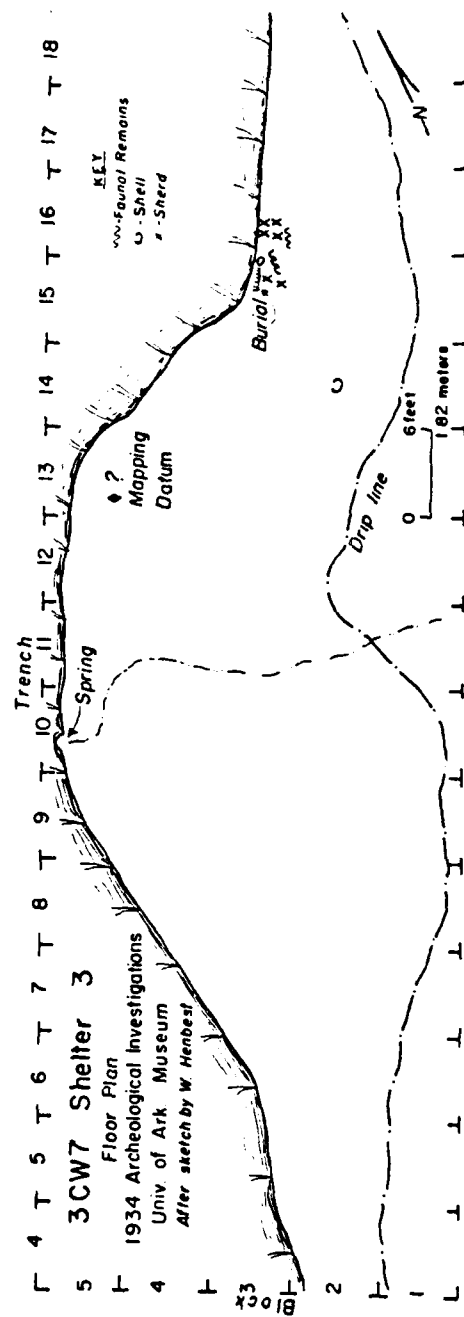 Trench
4 5 6 7 8 9 10 11 12 13 14 15 16 17 18
3CW7 Shelter 3
Floor Plan
1934 Archeological Investigations
Univ. of Ark. Museum
After sketch by W. Henbest
Spring
? Mapping
Datum
KEY
-Faunal Remains
-Shell
-Sherd
Burial
Block
5
4
3
2
1
Drip line
0 6 feet
1.82 meters
N